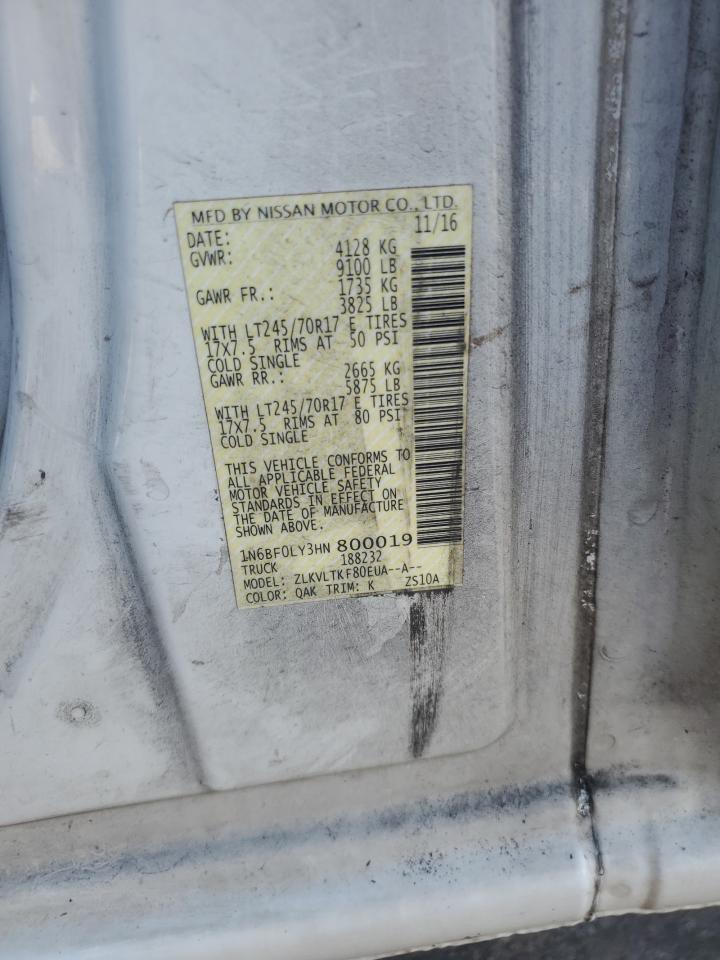 MFD BY NISSAN MOTOR CO., LTD.
DATE: 11/16
GVWR: 4128 KG
9100 LB
GAWR FR.: 1735 KG
3825 LB
WITH LT245/70R17 E TIRES
17X7.5 RIMS AT 50 PSI
COLD SINGLE
GAWR RR.: 2665 KG
5875 LB
WITH LT245/70R17 E TIRES
17X7.5 RIMS AT 80 PSI
COLD SINGLE
THIS VEHICLE CONFORMS TO
ALL APPLICABLE FEDERAL
MOTOR VEHICLE SAFETY
STANDARDS IN EFFECT ON
THE DATE OF MANUFACTURE
SHOWN ABOVE.
1N6BF0LY3HN 800019
TRUCK 188232
MODEL: ZLKVLTKF80EUA--A--
COLOR: QAK TRIM: K ZS10A